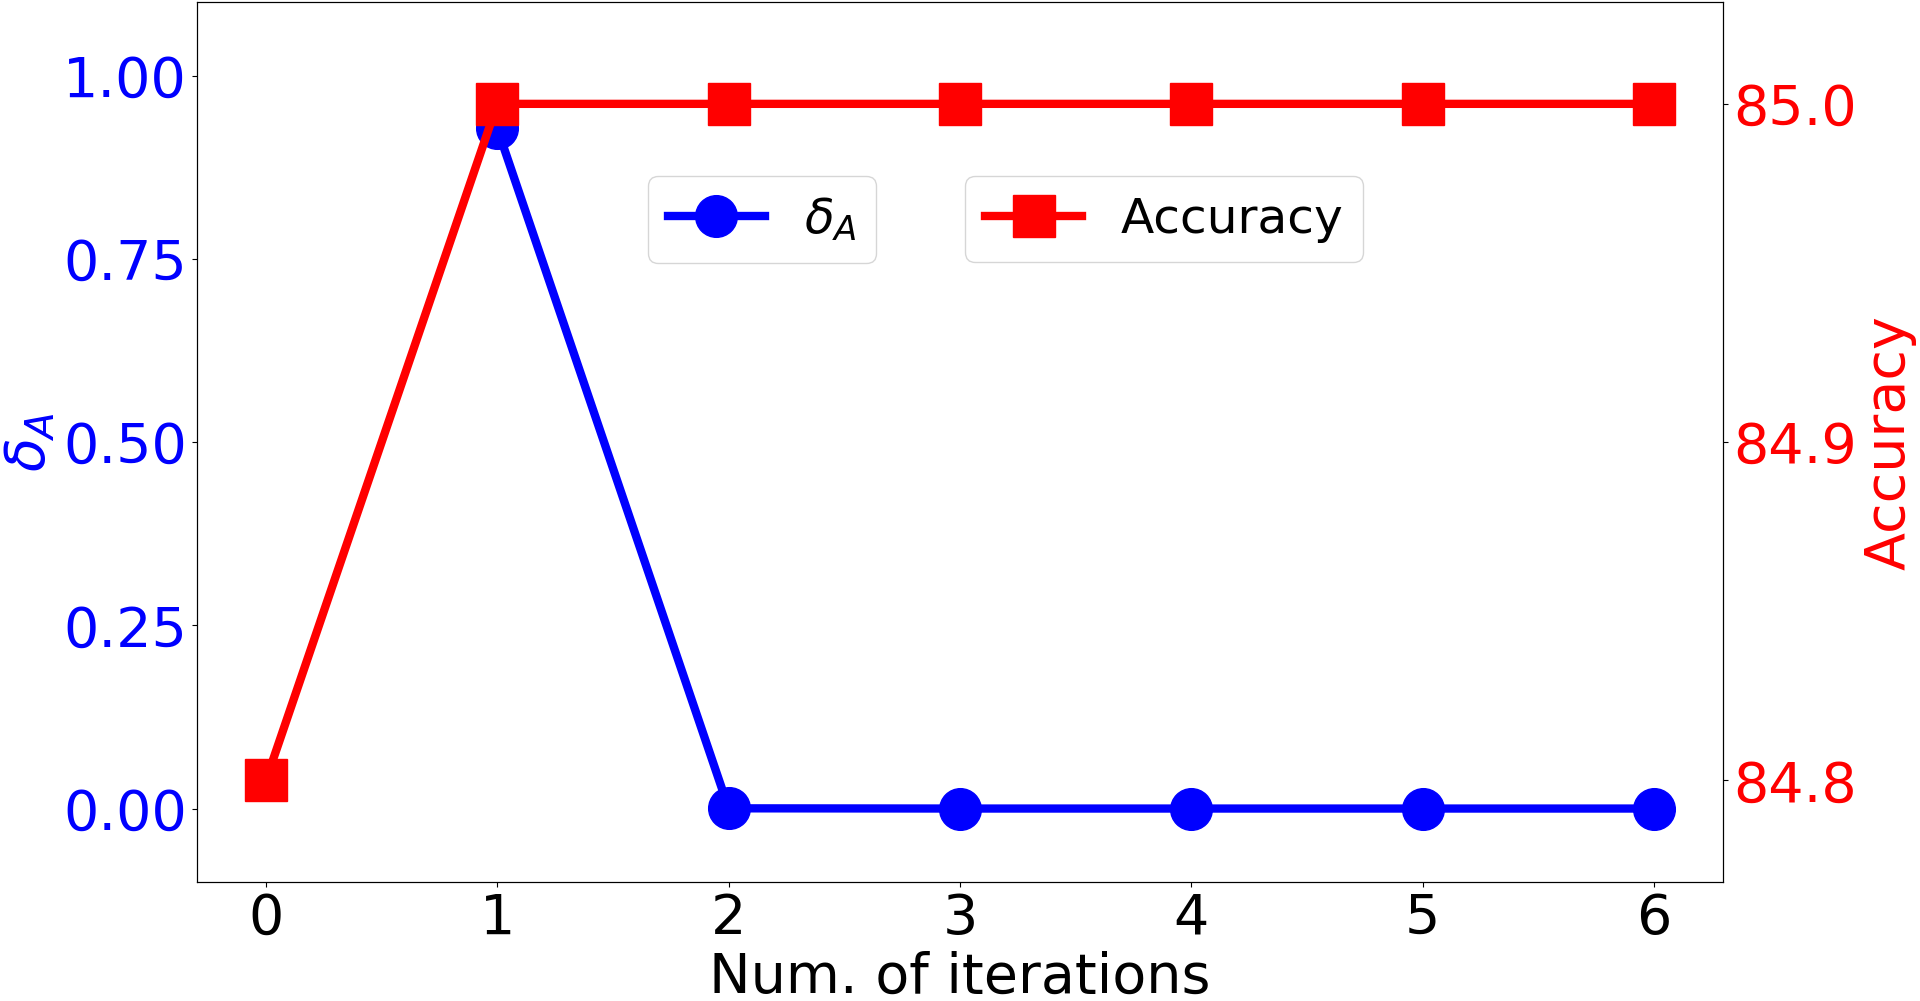 1.00
0.75
0.50
0.25
0.00
δA
85.0
84.9
84.8
Accuracy
δA
Accuracy
0 1 2 3 4 5 6
Num. of iterations